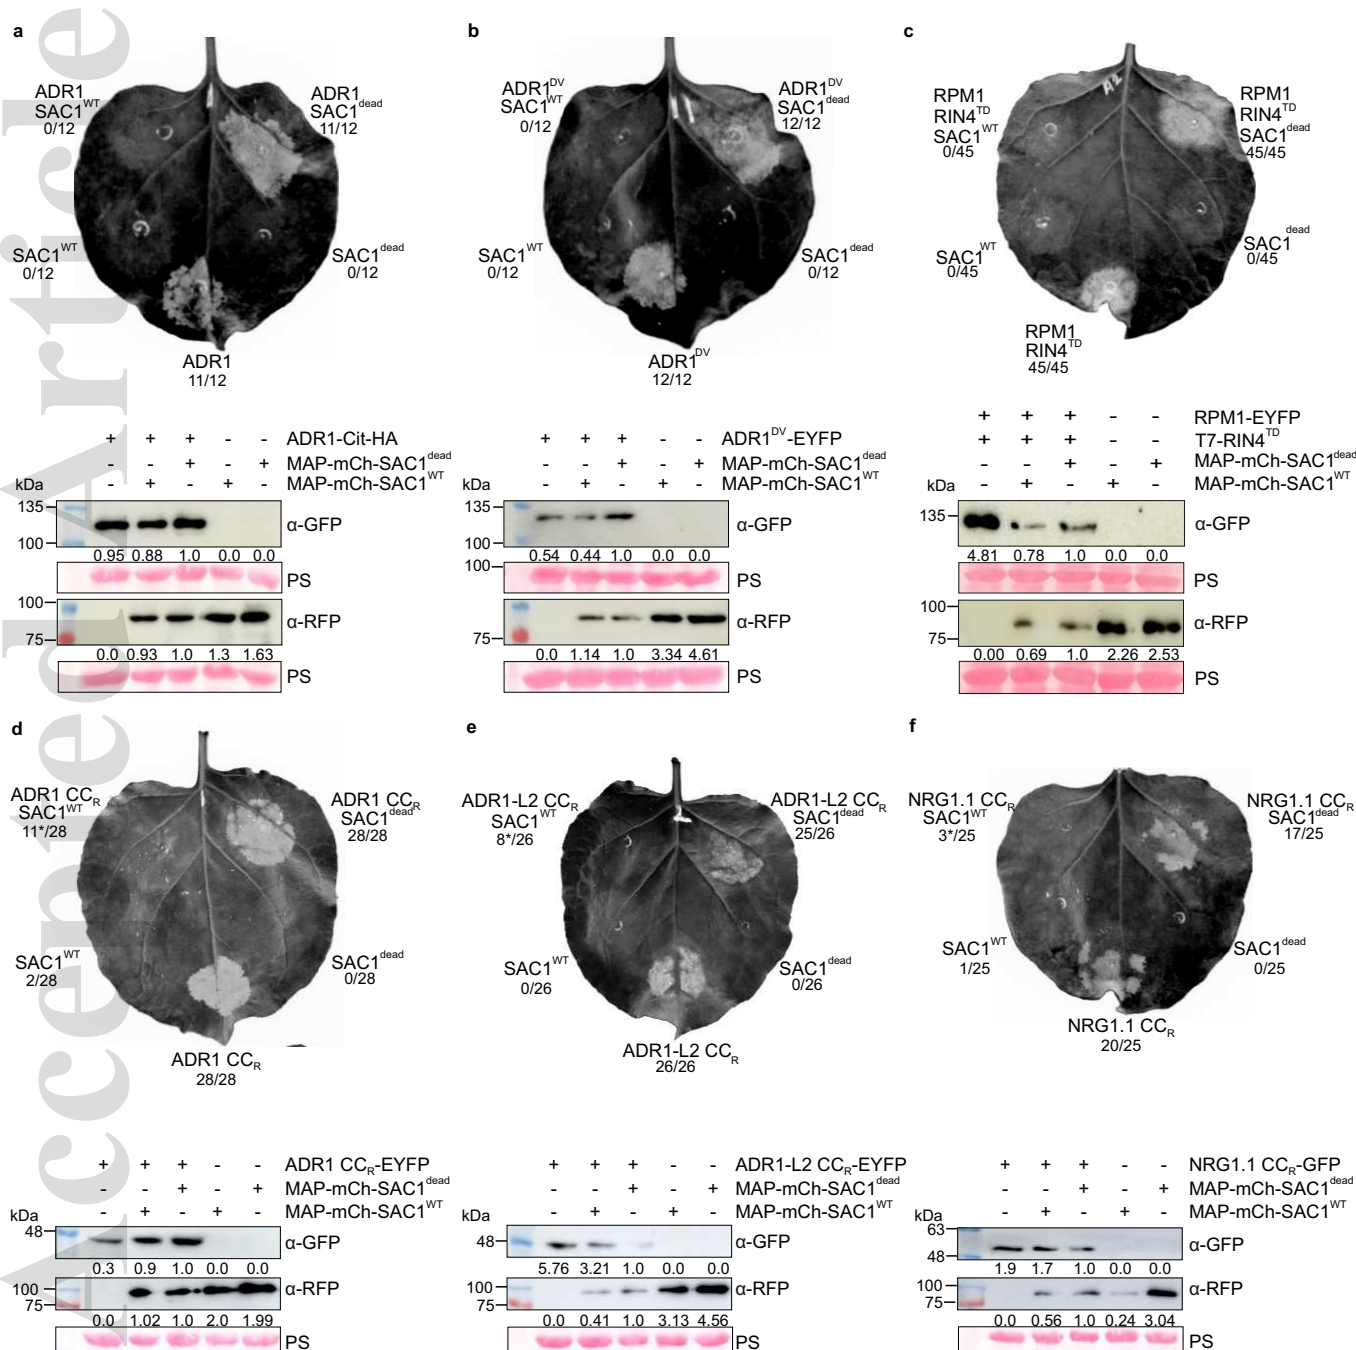 Accepted Article
a
ADR1
SAC1WT
0/12
ADR1
SAC1dead
11/12
SAC1WT
0/12
SAC1dead
0/12
ADR1
11/12
b
ADR1DV
SAC1WT
0/12
ADR1DV
SAC1dead
12/12
SAC1WT
0/12
SAC1dead
0/12
ADR1DV
12/12
c
RPM1
RIN4TD
SAC1WT
0/45
RPM1
RIN4TD
SAC1dead
45/45
SAC1WT
0/45
SAC1dead
0/45
RPM1
RIN4TD
45/45
+ + + - - ADR1-Cit-HA
- - + - + MAP-mCh-SAC1dead
- + - + - MAP-mCh-SAC1WT
kDa
135
100
α-GFP
0.95 0.88 1.0 0.0 0.0
PS
100
75
α-RFP
0.0 0.93 1.0 1.3 1.63
PS
+ + + - - ADR1DV-EYFP
- - + - + MAP-mCh-SAC1dead
- + - + - MAP-mCh-SAC1WT
kDa
135
100
α-GFP
0.54 0.44 1.0 0.0 0.0
100
PS
75
α-RFP
0.0 1.14 1.0 3.34 4.61
PS
+ + + - - RPM1-EYFP
+ + + - - T7-RIN4TD
- - + - + MAP-mCh-SAC1dead
- + - + - MAP-mCh-SAC1WT
kDa
135
α-GFP
4.81 0.78 1.0 0.0 0.0
PS
100
75
α-RFP
0.00 0.69 1.0 2.26 2.53
PS
d
ADR1 CCR
SAC1WT
11*/28
ADR1 CCR
SAC1dead
28/28
SAC1WT
2/28
SAC1dead
0/28
ADR1 CCR
28/28
e
ADR1-L2 CCR
SAC1WT
8*/26
ADR1-L2 CCR
SAC1dead
25/26
SAC1WT
0/26
SAC1dead
0/26
ADR1-L2 CCR
26/26
f
NRG1.1 CCR
SAC1WT
3*/25
NRG1.1 CCR
SAC1dead
17/25
SAC1WT
1/25
SAC1dead
0/25
NRG1.1 CCR
20/25
+ + + - - ADR1 CCR-EYFP
- - + - + MAP-mCh-SAC1dead
- + - + - MAP-mCh-SAC1WT
kDa
48
α-GFP
0.3 0.9 1.0 0.0 0.0
100
75
α-RFP
0.0 1.02 1.0 2.0 1.99
PS
+ + + - - ADR1-L2 CCR-EYFP
- - + - + MAP-mCh-SAC1dead
- + - + - MAP-mCh-SAC1WT
kDa
48
α-GFP
5.76 3.21 1.0 0.0 0.0
100
75
α-RFP
0.0 0.41 1.0 3.13 4.56
PS
+ + + - - NRG1.1 CCR-GFP
- - + - + MAP-mCh-SAC1dead
- + - + - MAP-mCh-SAC1WT
kDa
63
48
α-GFP
1.9 1.7 1.0 0.0 0.0
100
75
α-RFP
0.0 0.56 1.0 0.24 3.04
PS